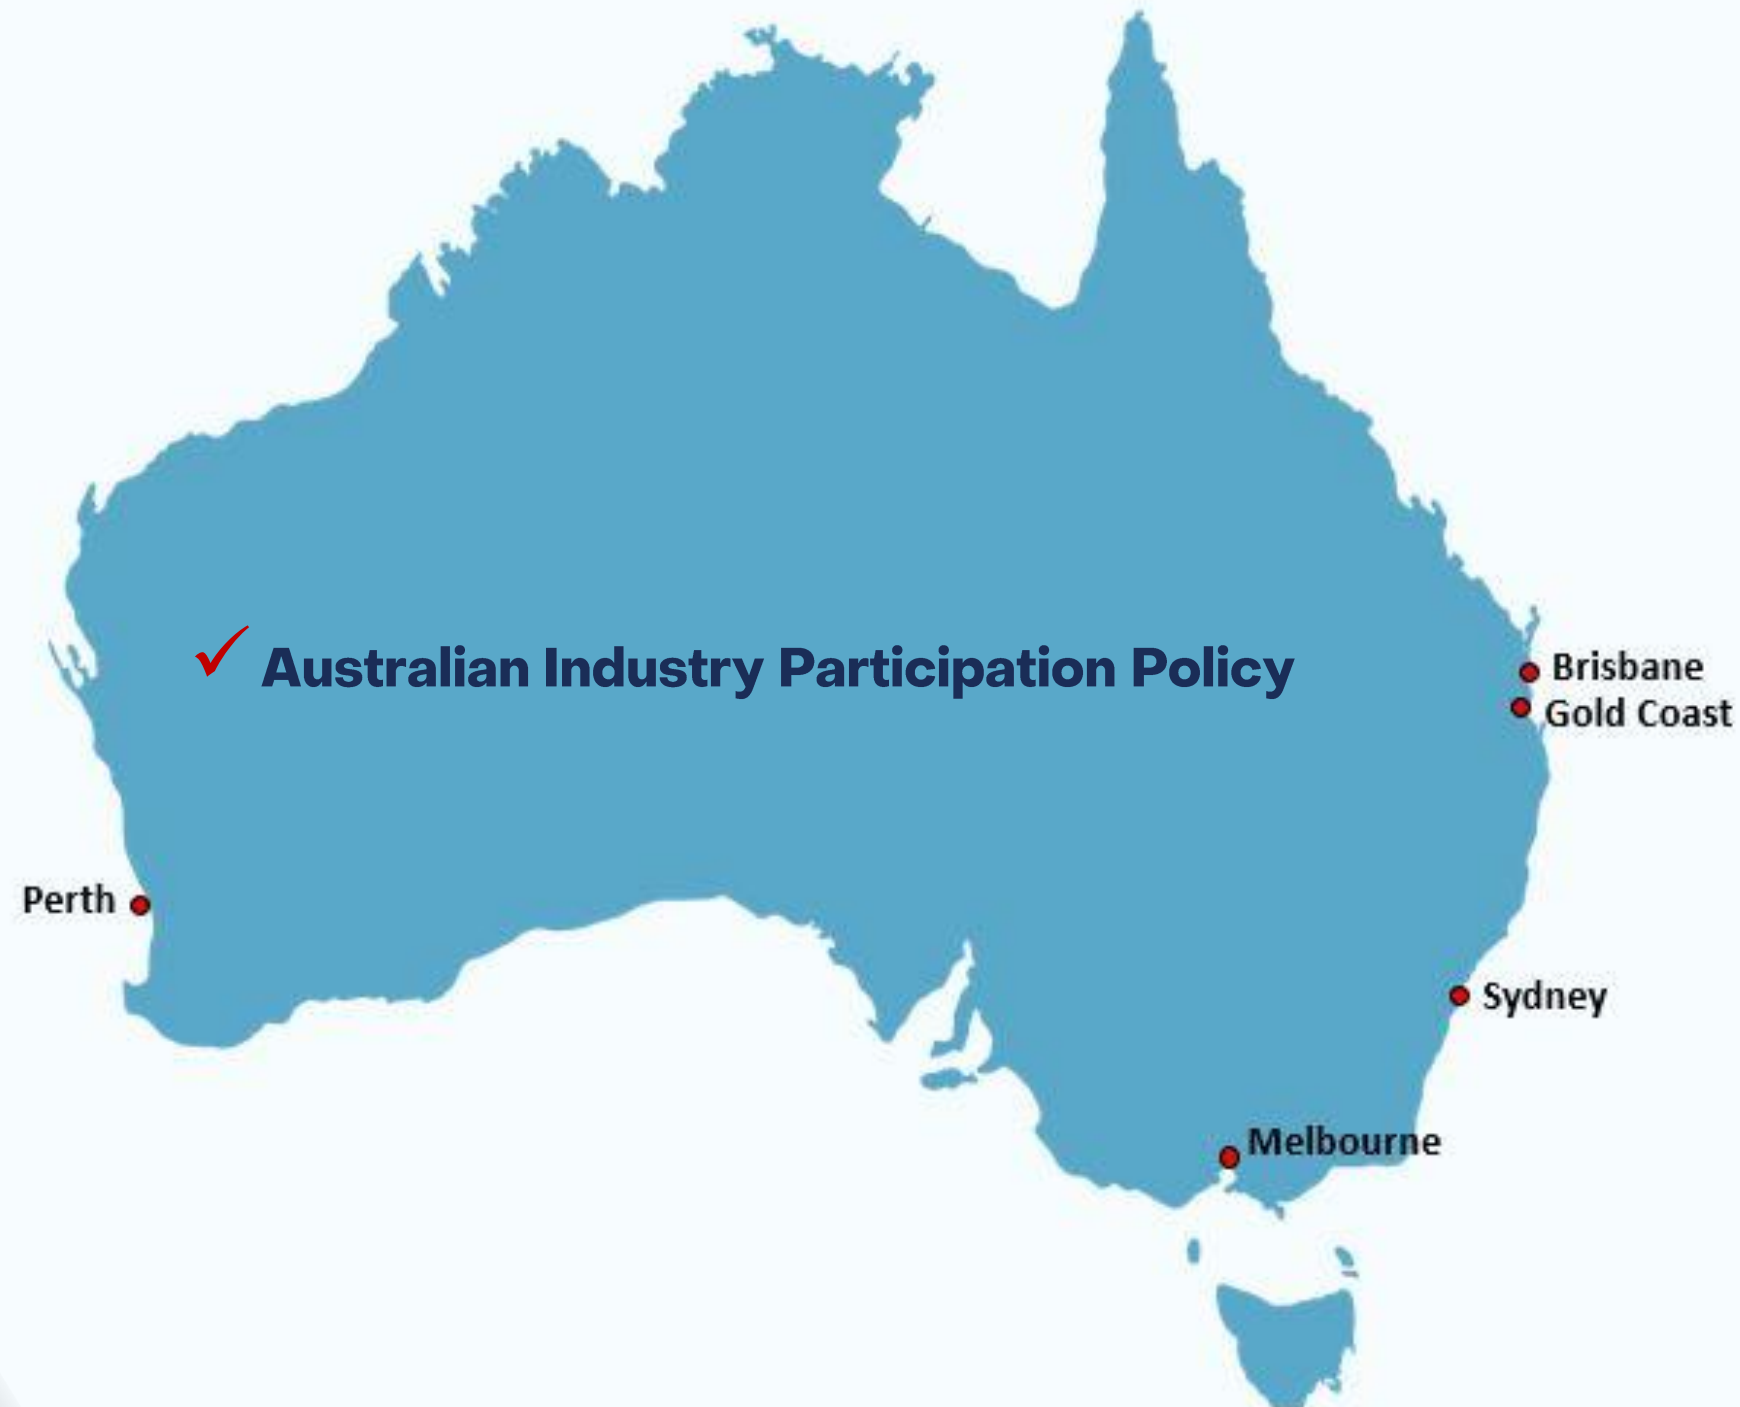 ✓ Australian Industry Participation Policy
Brisbane
Gold Coast
Perth
Sydney
Melbourne